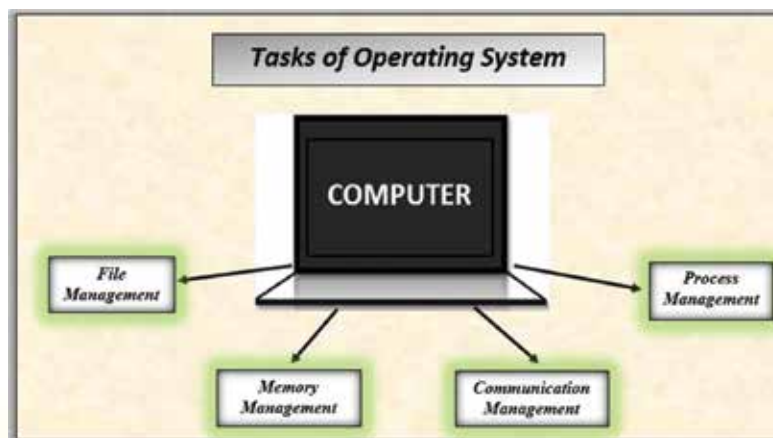 Tasks of Operating System
COMPUTER
File
Management
Process
Management
Memory
Management
Communication
Management